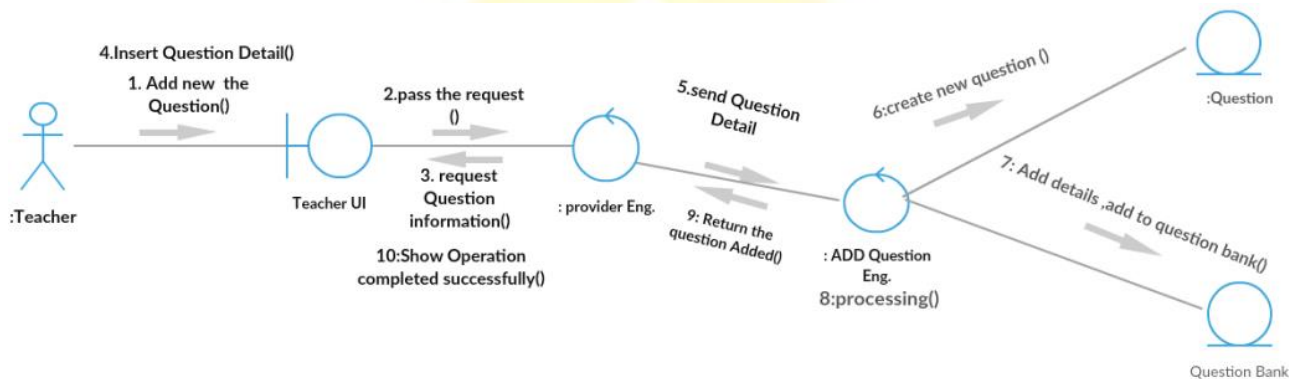 4.Insert Question Detail()
1. Add new the
Question()
:Teacher
Teacher UI
2.pass the request
()
3. request
Question
information()
10:Show Operation
completed successfully()
: provider Eng.
5.send Question
Detail
9: Return the
question Added()
: ADD Question
Eng.
8:processing()
6:create new question ()
:Question
7: Add details ,add to question bank()
Question Bank